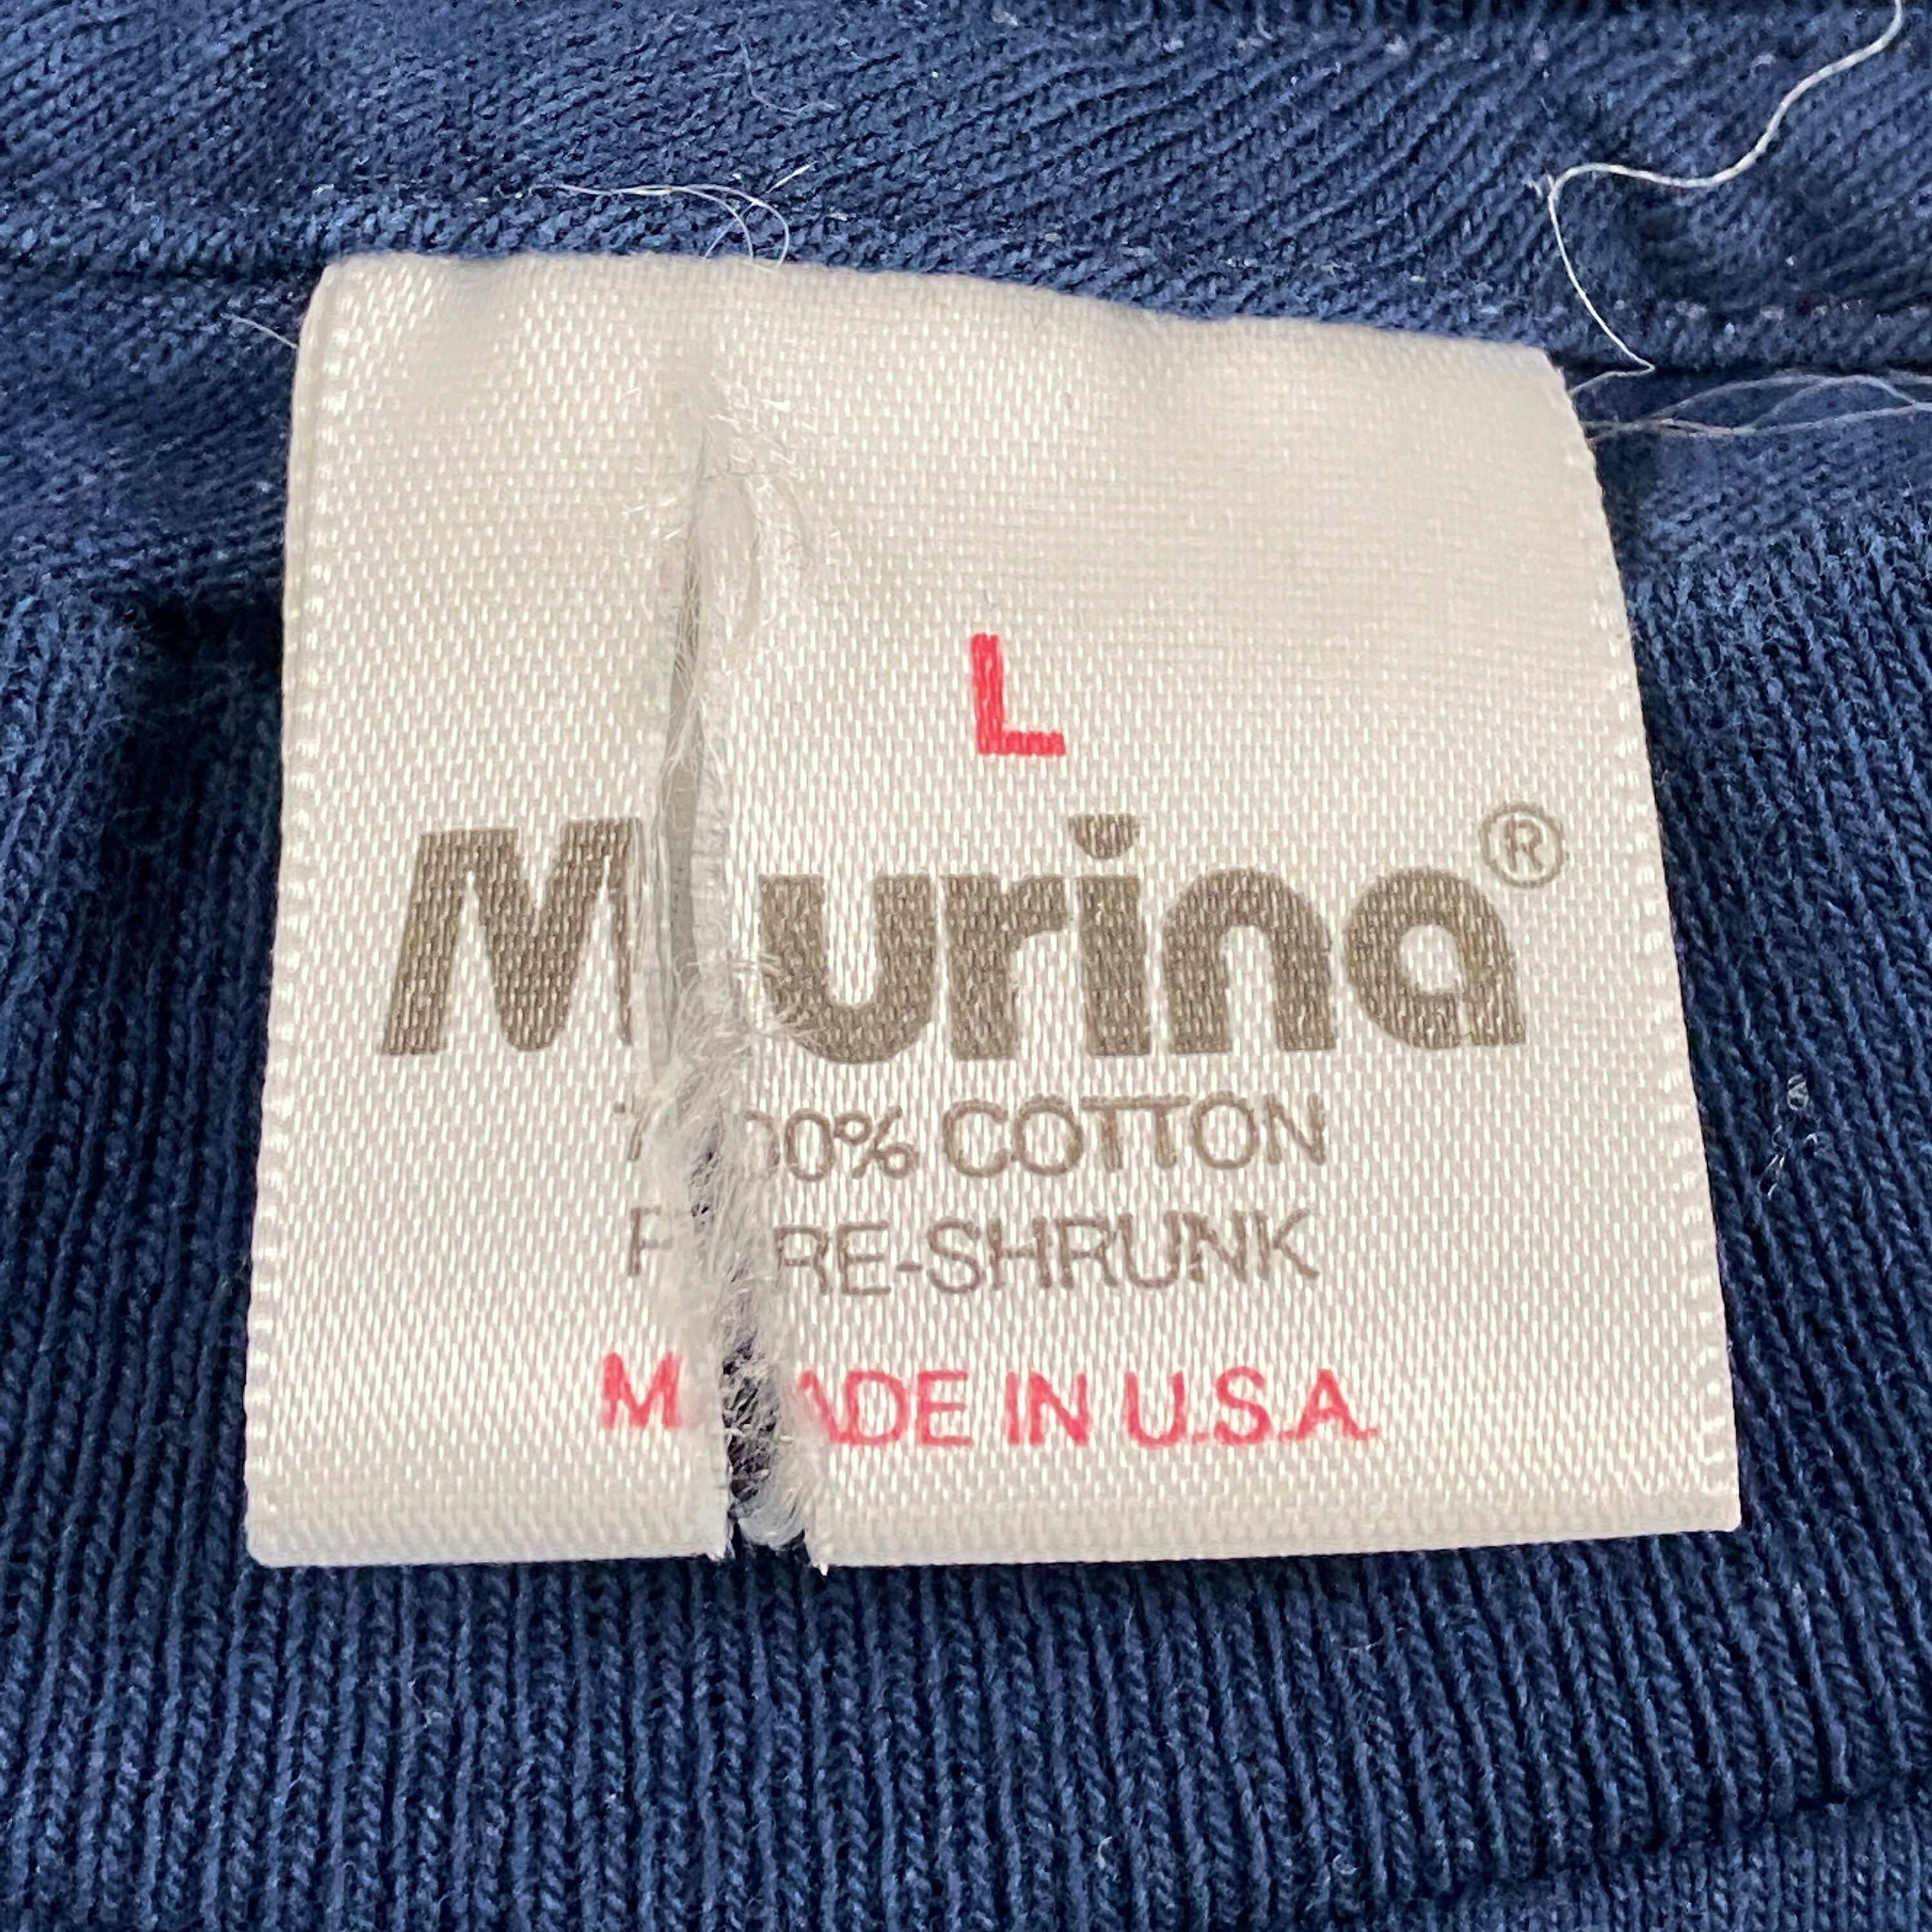 L
Murina®
100% COTTON
PRE-SHRUNK
MADE IN U.S.A.